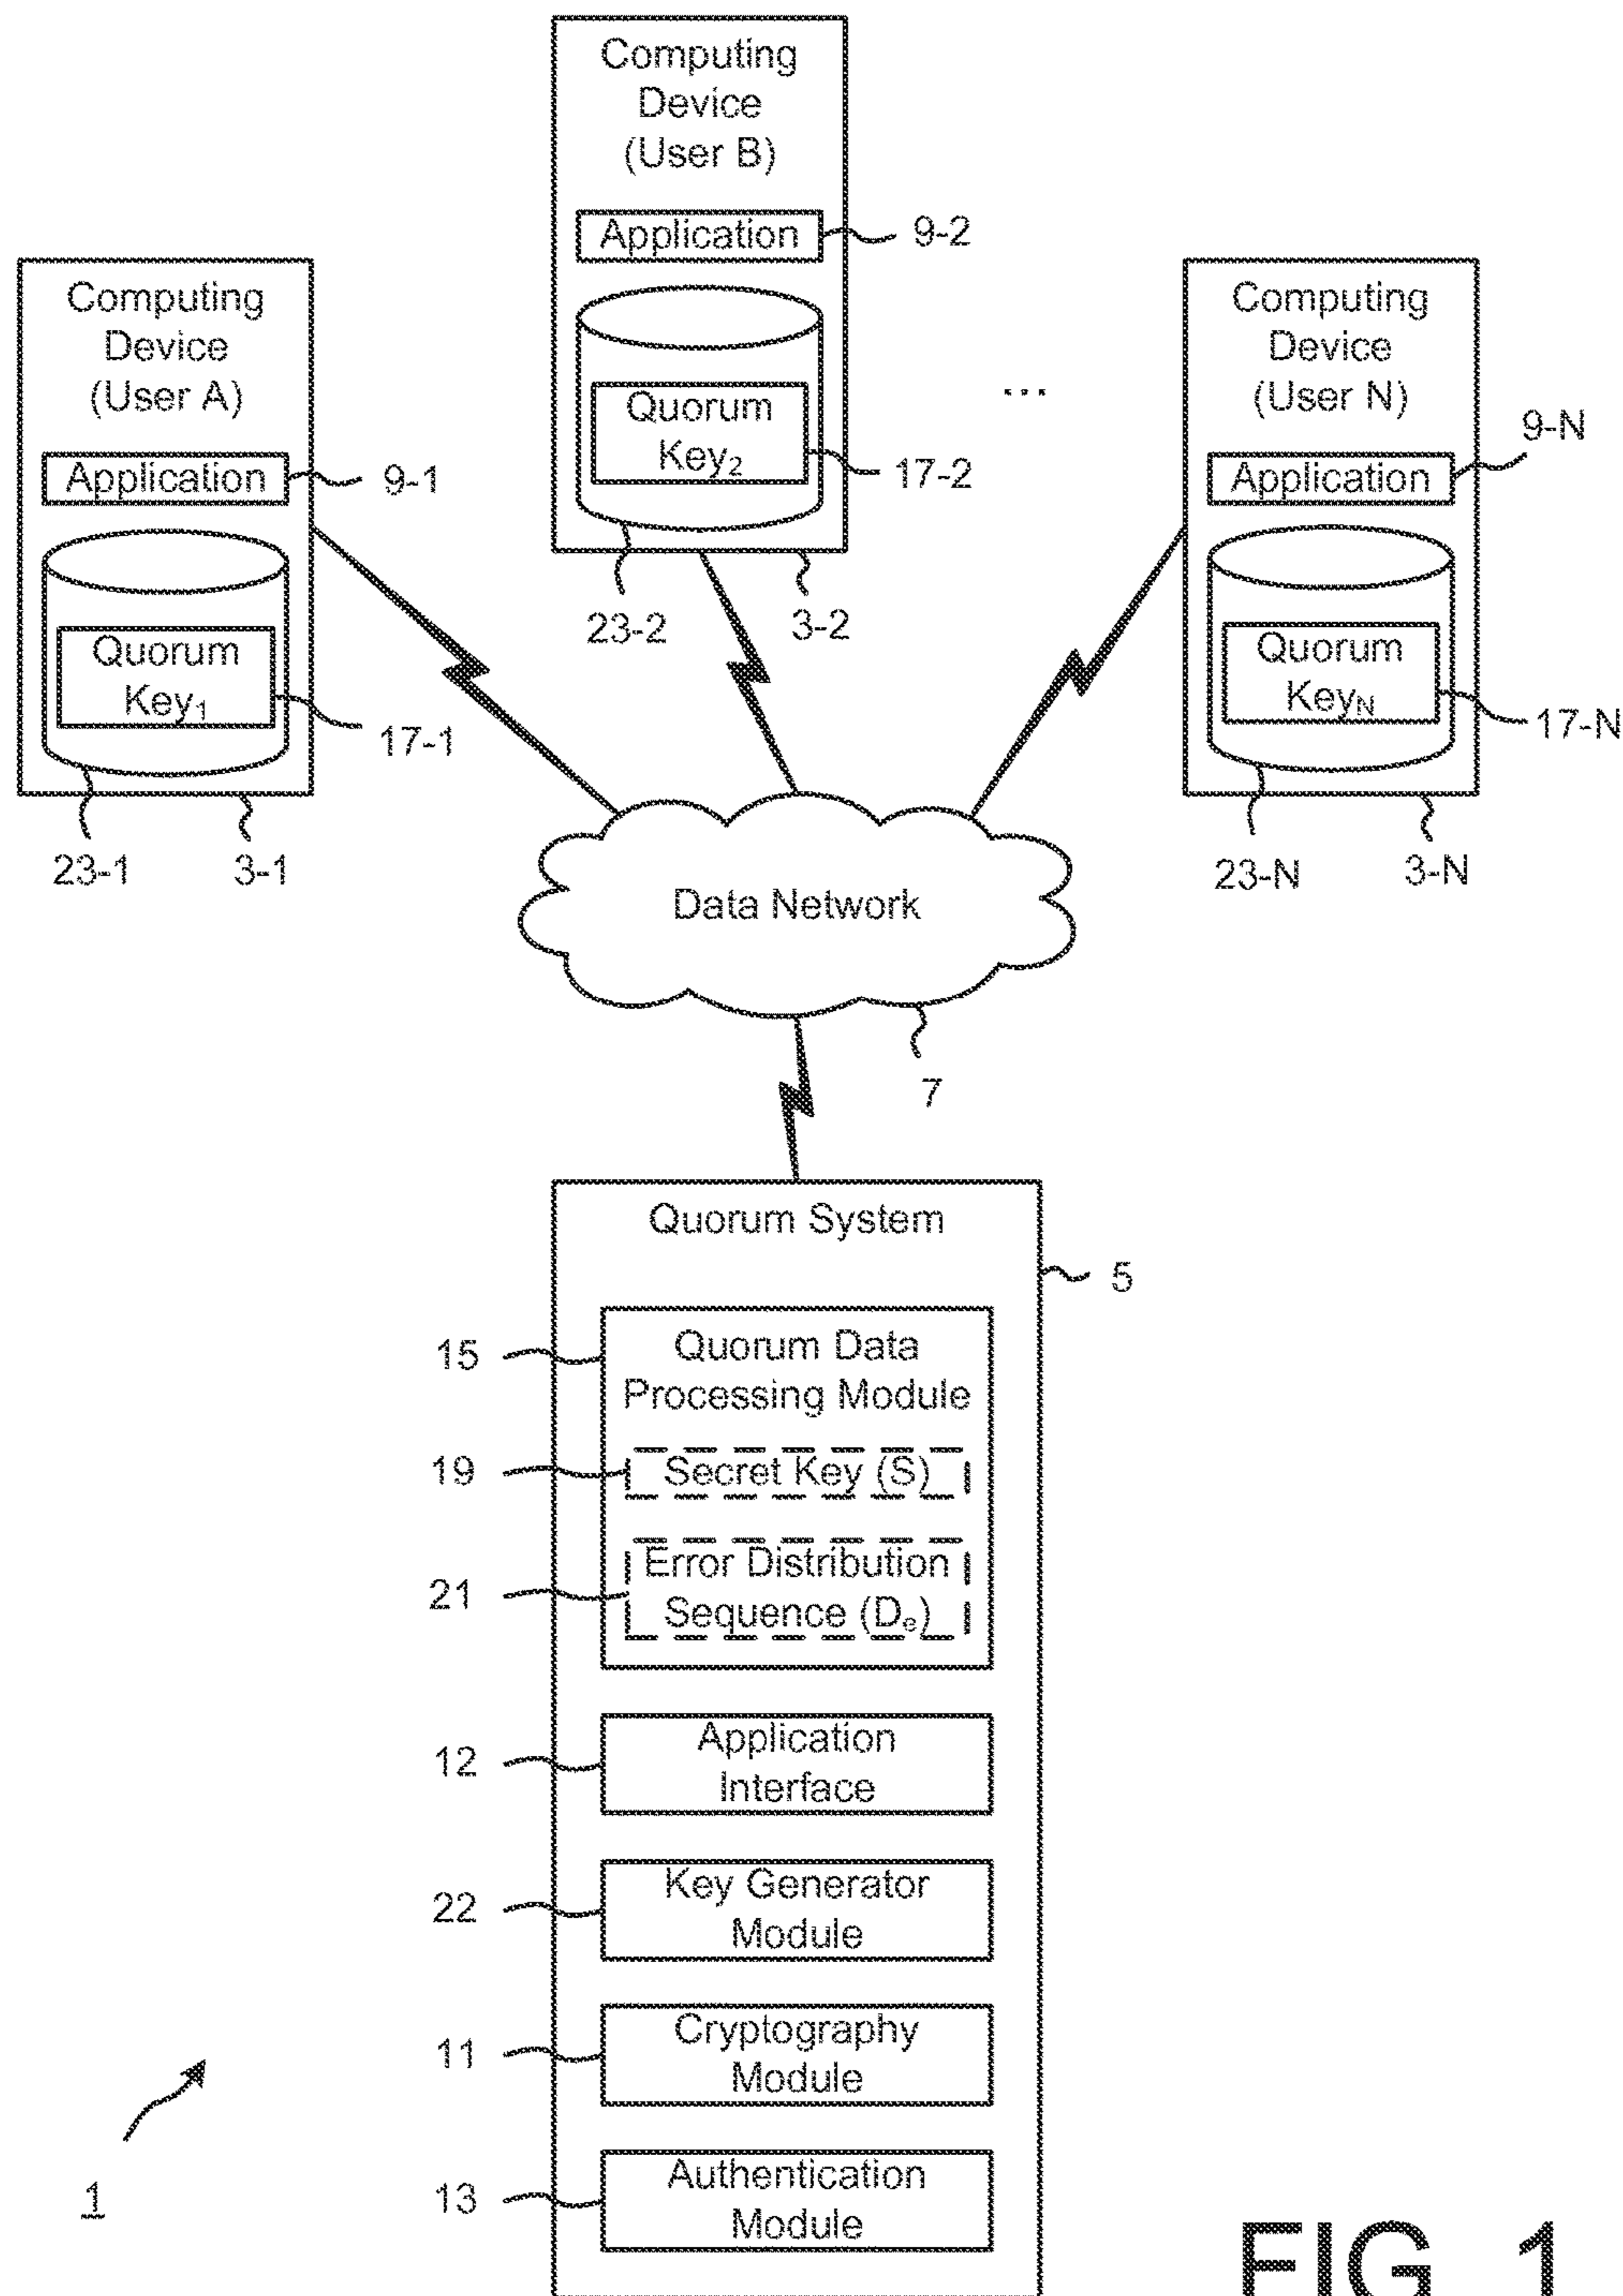 Computing
Device
(User B)
Application
9-2
Quorum
Key₂
17-2
23-2
3-2
Computing
Device
(User A)
Application
9-1
Quorum
Key₁
17-1
23-1
3-1
...
Computing
Device
(User N)
9-N
Application
Quorum
Key_N
17-N
23-N
3-N
Data Network
7
Quorum System
5
15
Quorum Data
Processing Module
19
Secret Key (S)
21
Error Distribution
Sequence (Dₑ)
12
Application
Interface
22
Key Generator
Module
11
Cryptography
Module
13
Authentication
Module
1
FIG. 1